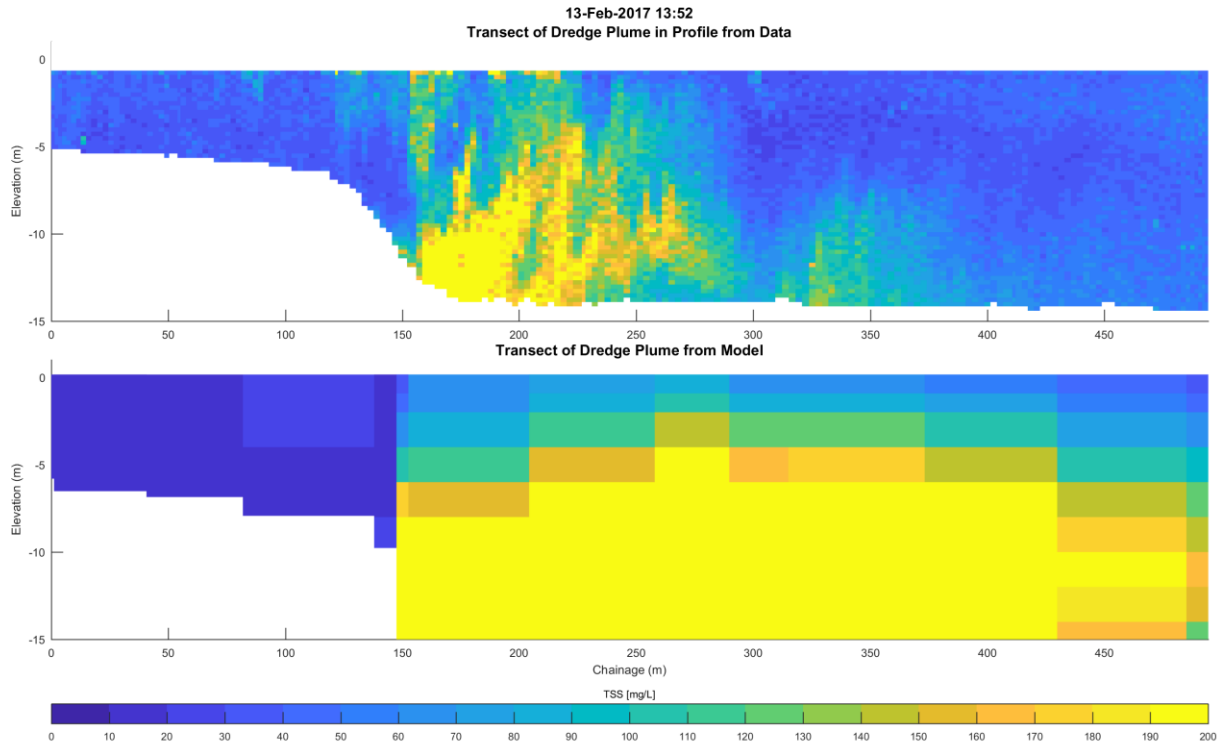 13-Feb-2017 13:52
Transect of Dredge Plume in Profile from Data
0
-5
-10
-15
Elevation (m)
0 50 100 150 200 250 300 350 400 450
Transect of Dredge Plume from Model
0
-5
-10
-15
Elevation (m)
0 50 100 150 200 250 300 350 400 450
Chainage (m)
TSS [mg/L]
0 10 20 30 40 50 60 70 80 90 100 110 120 130 140 150 160 170 180 190 200